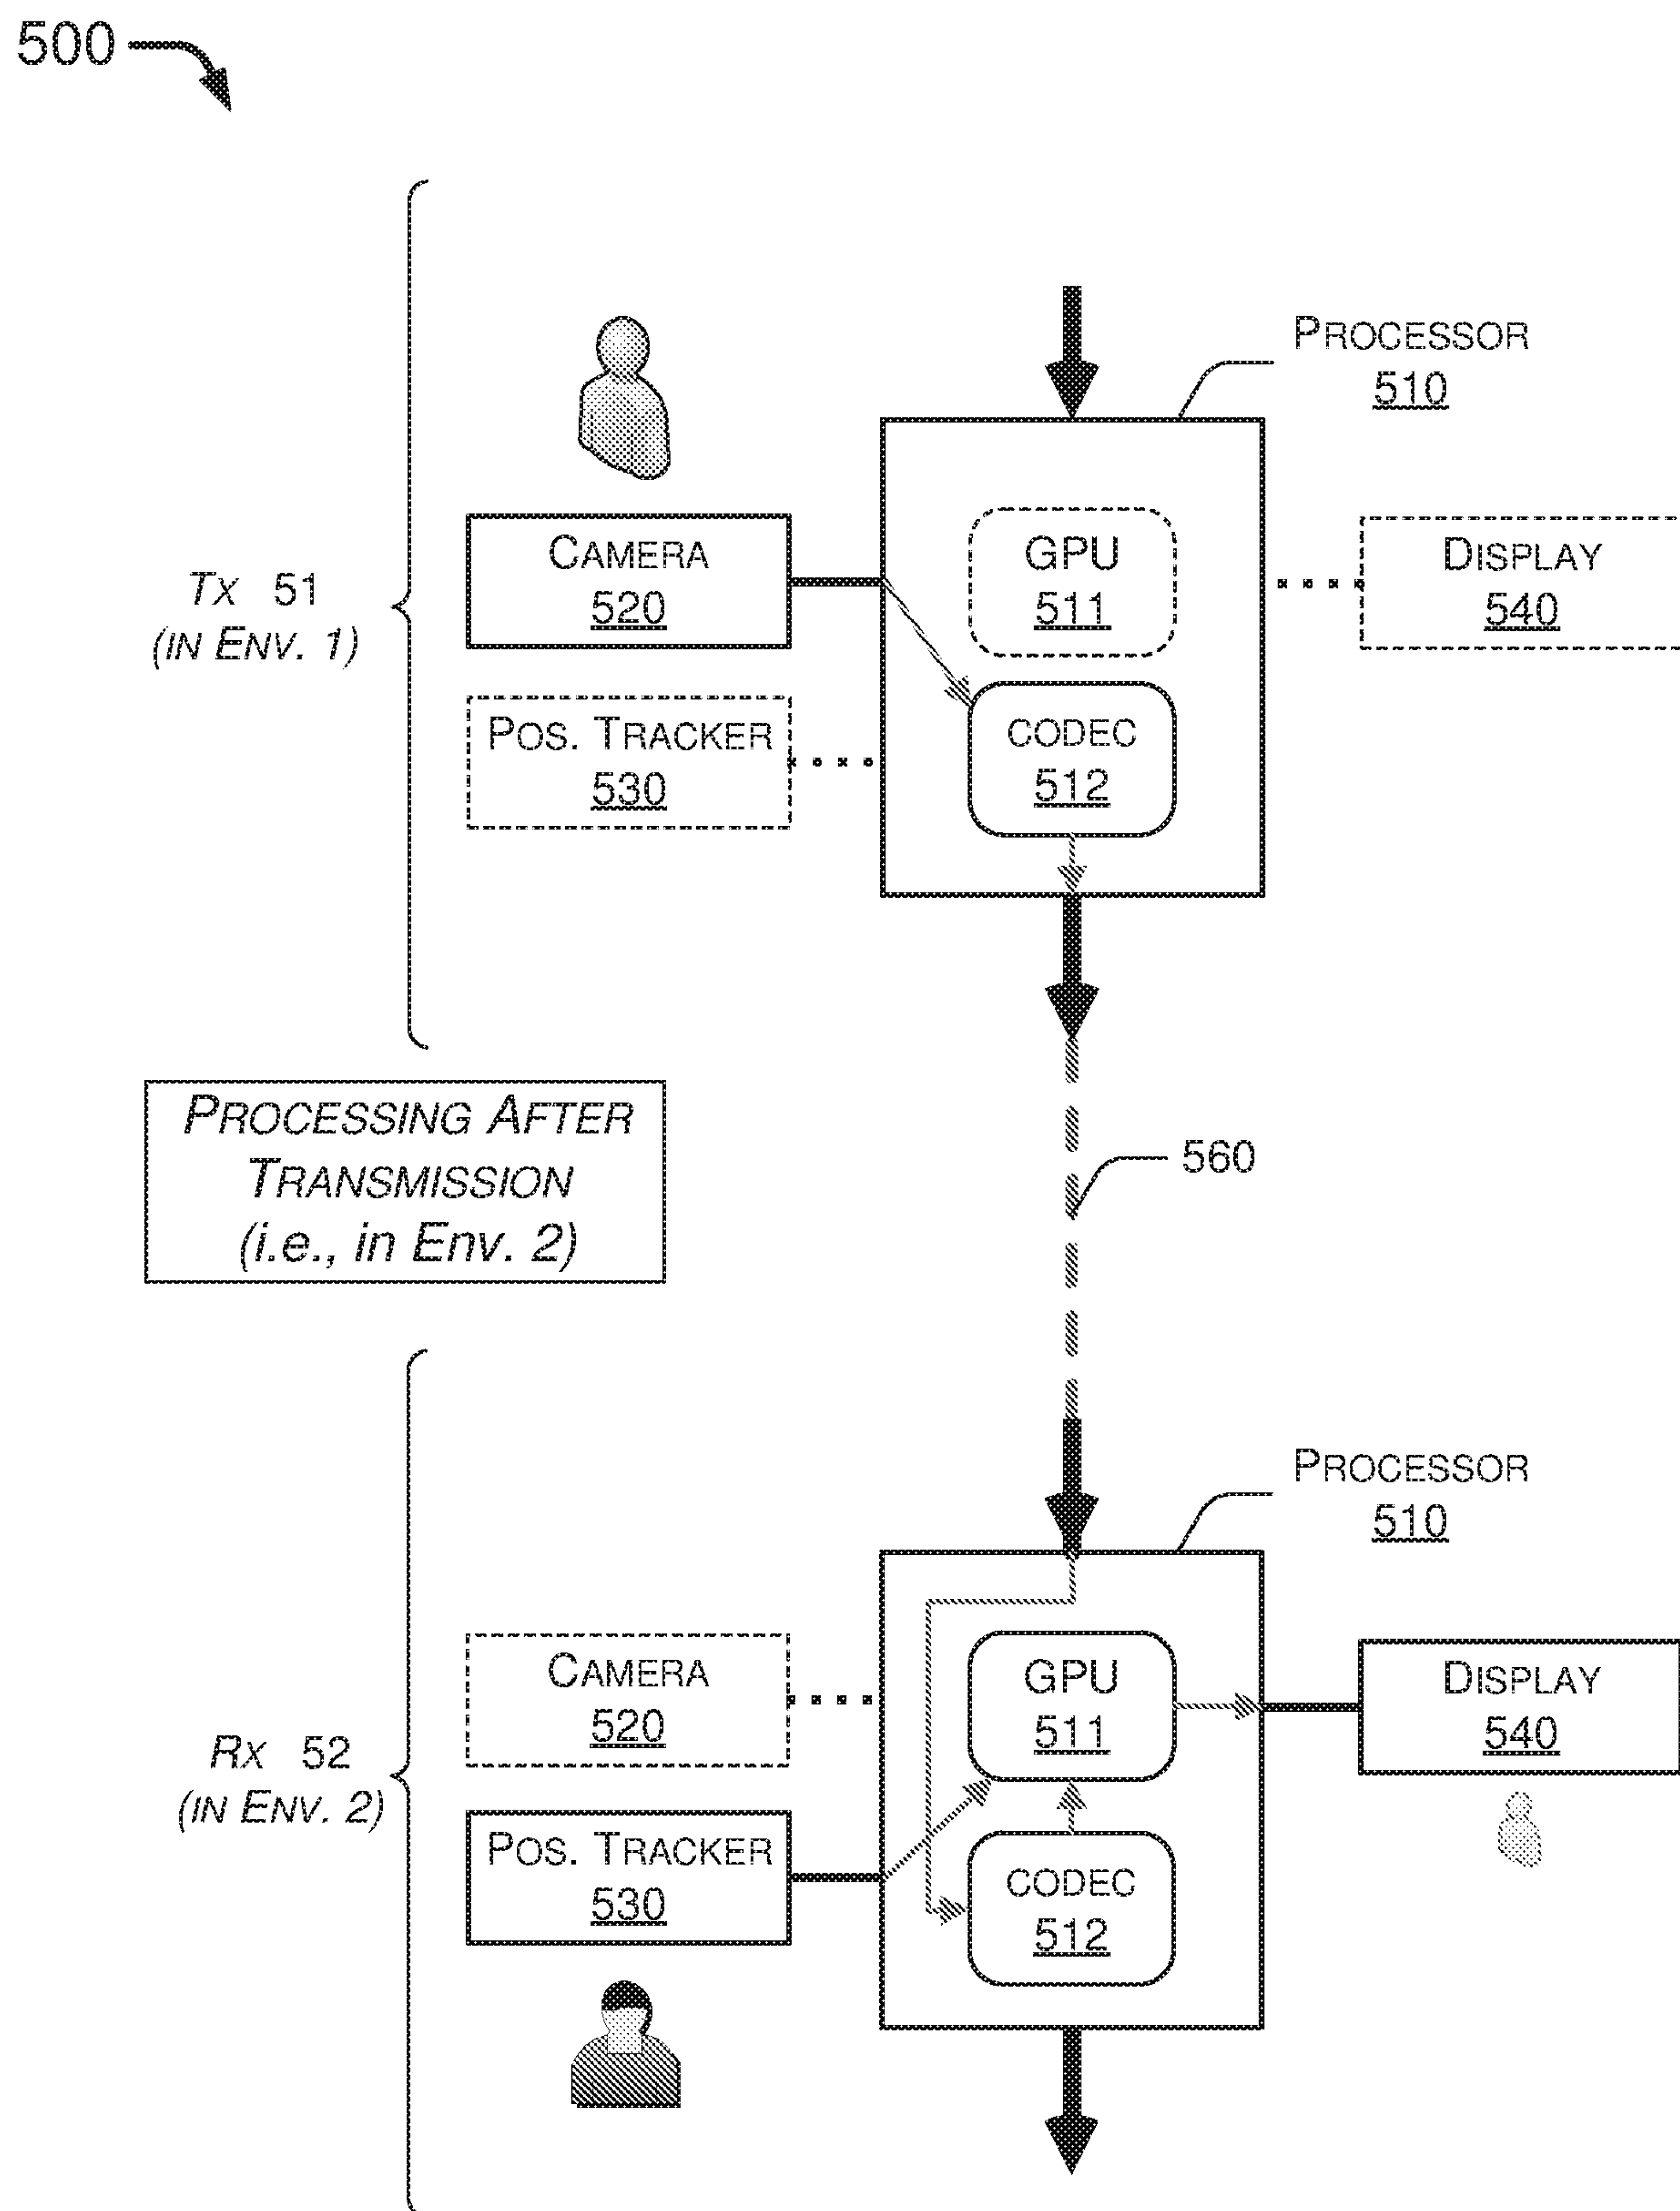 500
PROCESSOR
510
CAMERA
520
GPU
511
DISPLAY
540
TX 51
(IN ENV. 1)
POS. TRACKER
530
CODEC
512
PROCESSING AFTER
TRANSMISSION
(i.e., in Env. 2)
560
PROCESSOR
510
CAMERA
520
GPU
511
DISPLAY
540
RX 52
(IN ENV. 2)
POS. TRACKER
530
CODEC
512